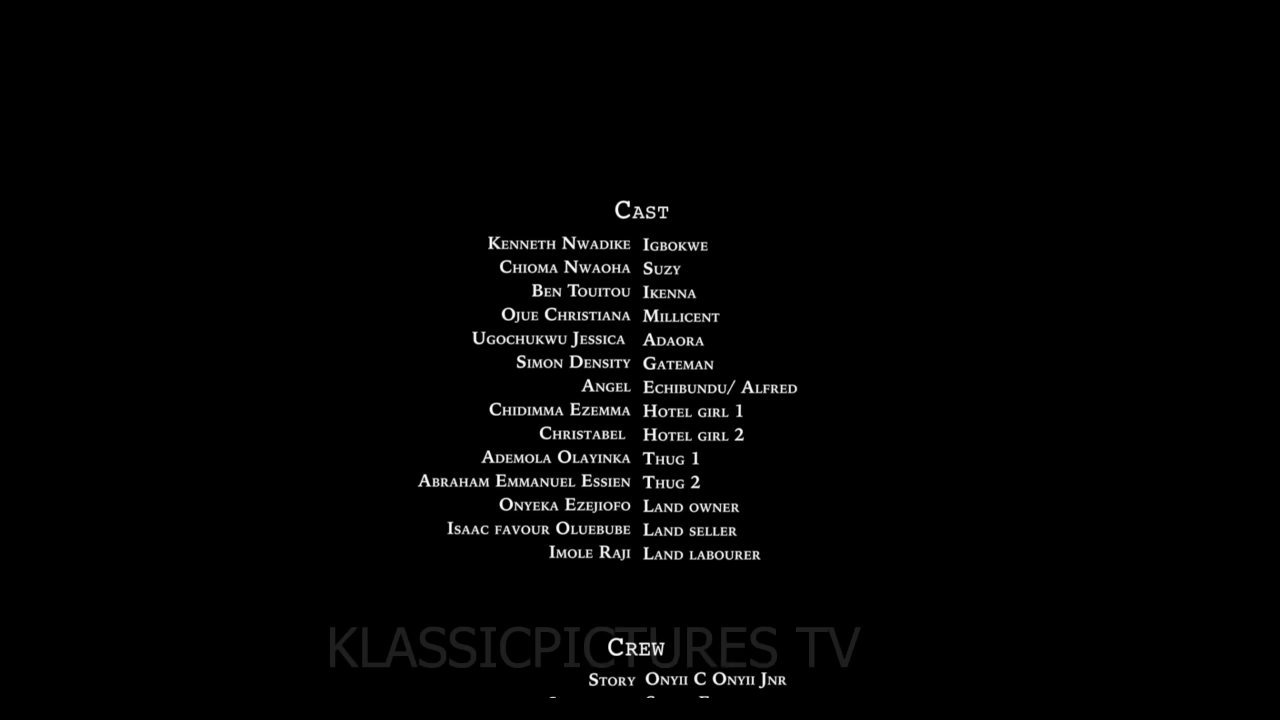 Cast
Kenneth Nwadike Igbokwe
Chioma Nwaoha Suzy
Ben Touitou Ikenna
Ojue Christiana Millicent
Ugochukwu Jessica Adaora
Simon Density Gateman
Angel Echibundu/ Alfred
Chidimma Ezemma Hotel girl 1
Christabel Hotel girl 2
Ademola Olayinka Thug 1
Abraham Emmanuel Essien Thug 2
Onyeka Ezejiofo Land owner
Isaac favour Oluebube Land seller
Imole Raji Land labourer
KLASSICPICTURES TV
Crew
Story Onyii C Onyii Jnr